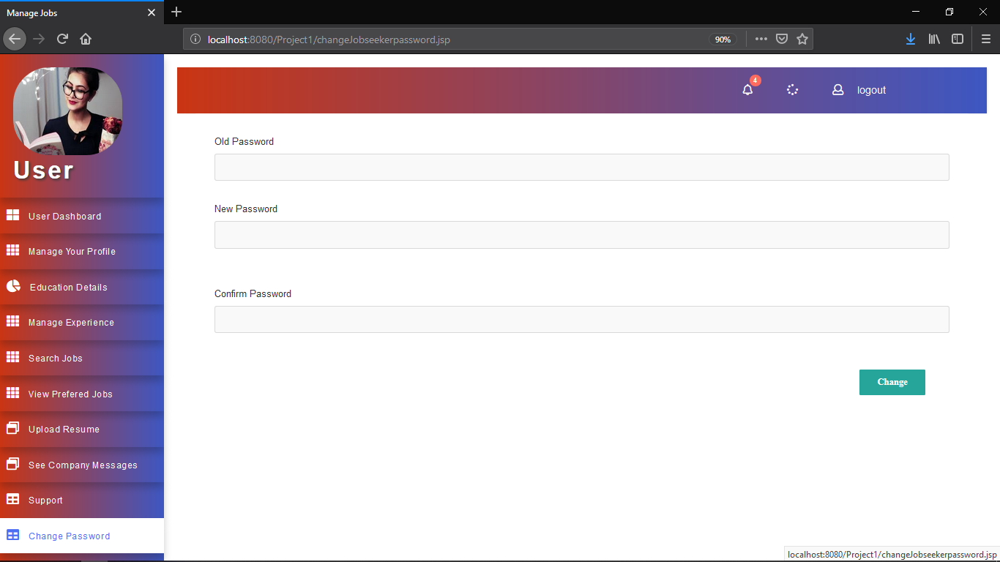 Manage Jobs
localhost:8080/Project1/changeJobseekerpassword.jsp
90%
4
logout
User
User Dashboard
Manage Your Profile
Education Details
Manage Experience
Search Jobs
View Prefered Jobs
Upload Resume
See Company Messages
Support
Change Password
Old Password
New Password
Confirm Password
Change
localhost:8080/Project1/changeJobseekerpassword.jsp